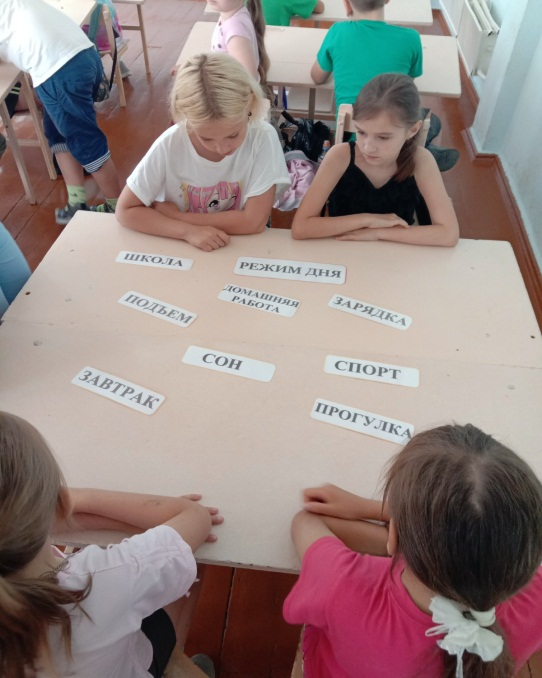 ШКОЛА
РЕЖИМ ДНЯ
ПОДЪЕМ
ДОМАШНЯЯ
РАБОТА
ЗАРЯДКА
СОН
СПОРТ
ЗАВТРАК
ПРОГУЛКА